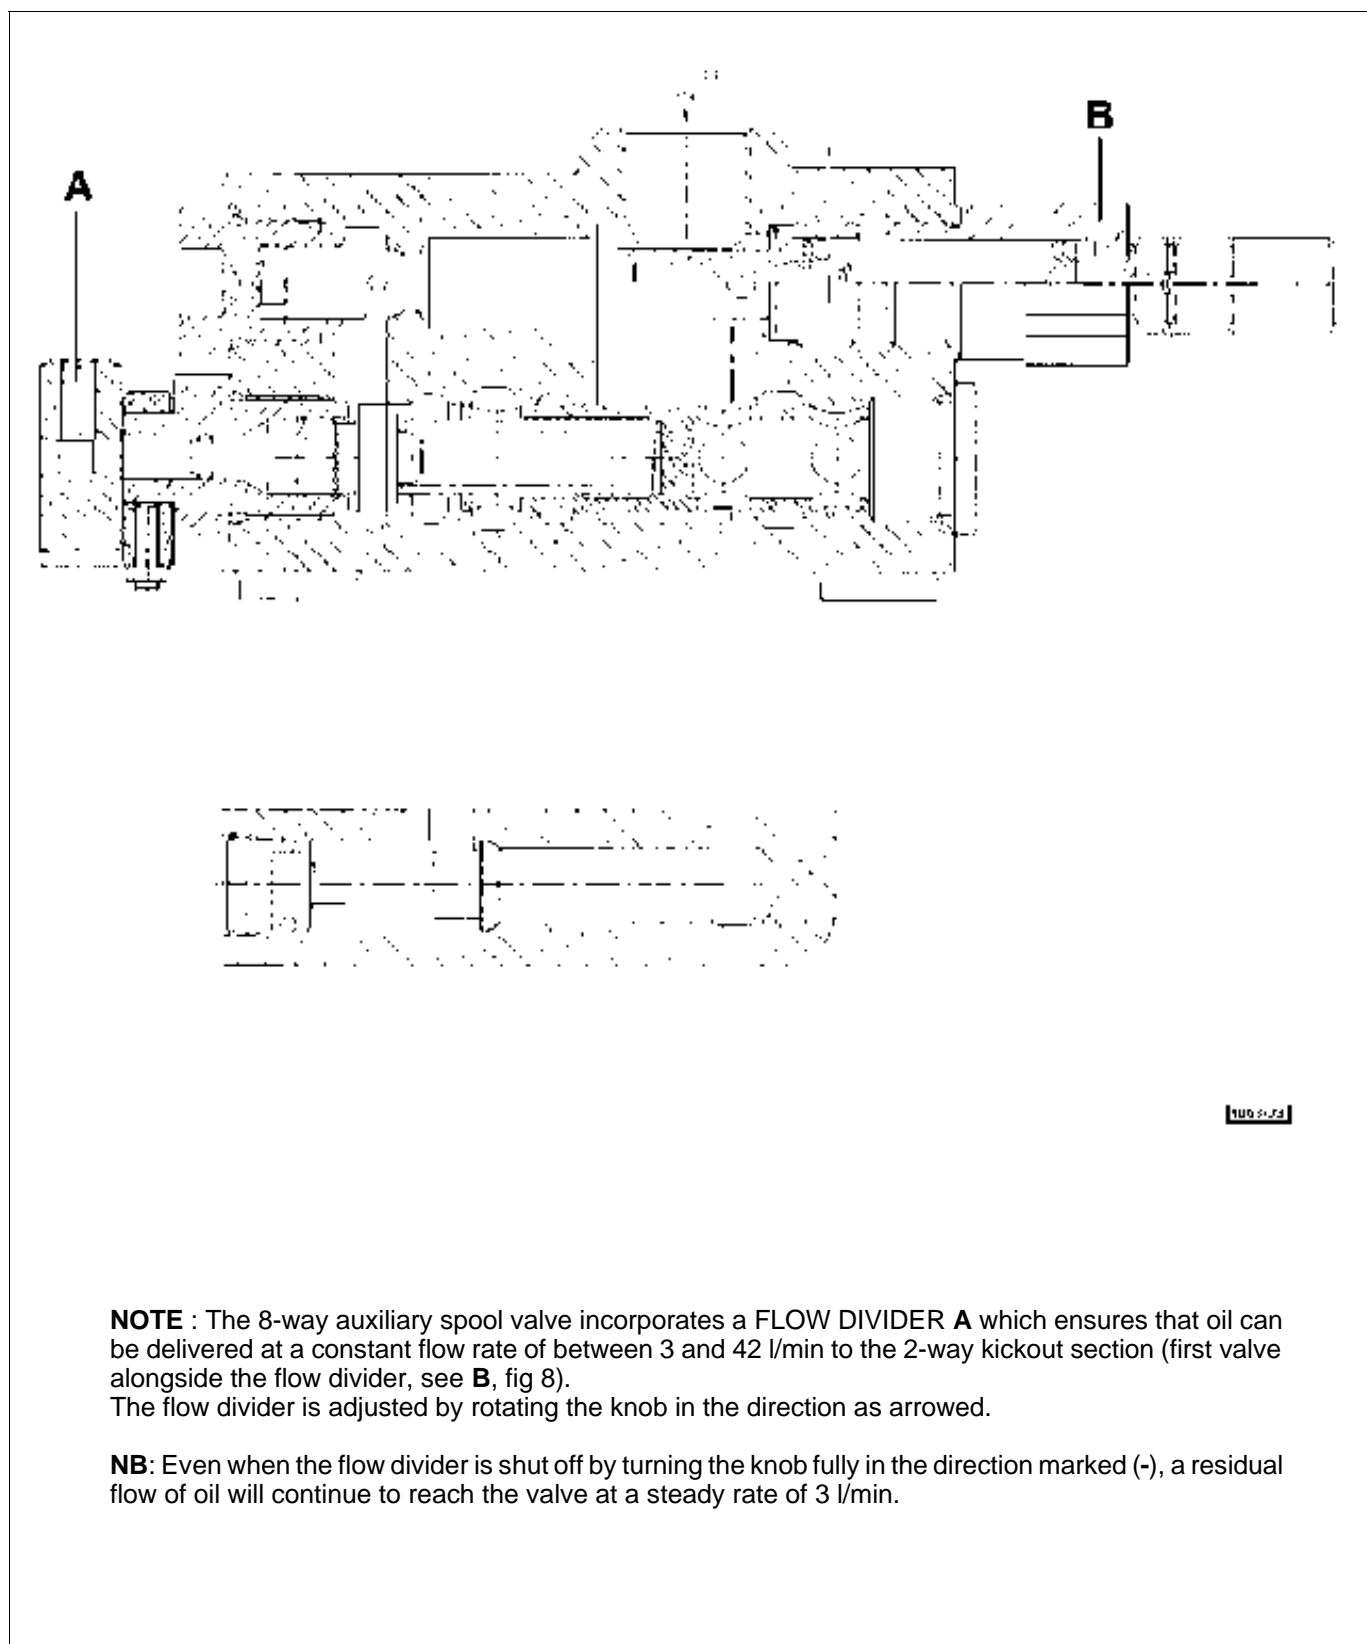 B
A
NOTE : The 8-way auxiliary spool valve incorporates a FLOW DIVIDER A which ensures that oil can
be delivered at a constant flow rate of between 3 and 42 l/min to the 2-way kickout section (first valve
alongside the flow divider, see B, fig 8).
The flow divider is adjusted by rotating the knob in the direction as arrowed.
NB: Even when the flow divider is shut off by turning the knob fully in the direction marked (-), a residual
flow of oil will continue to reach the valve at a steady rate of 3 l/min.